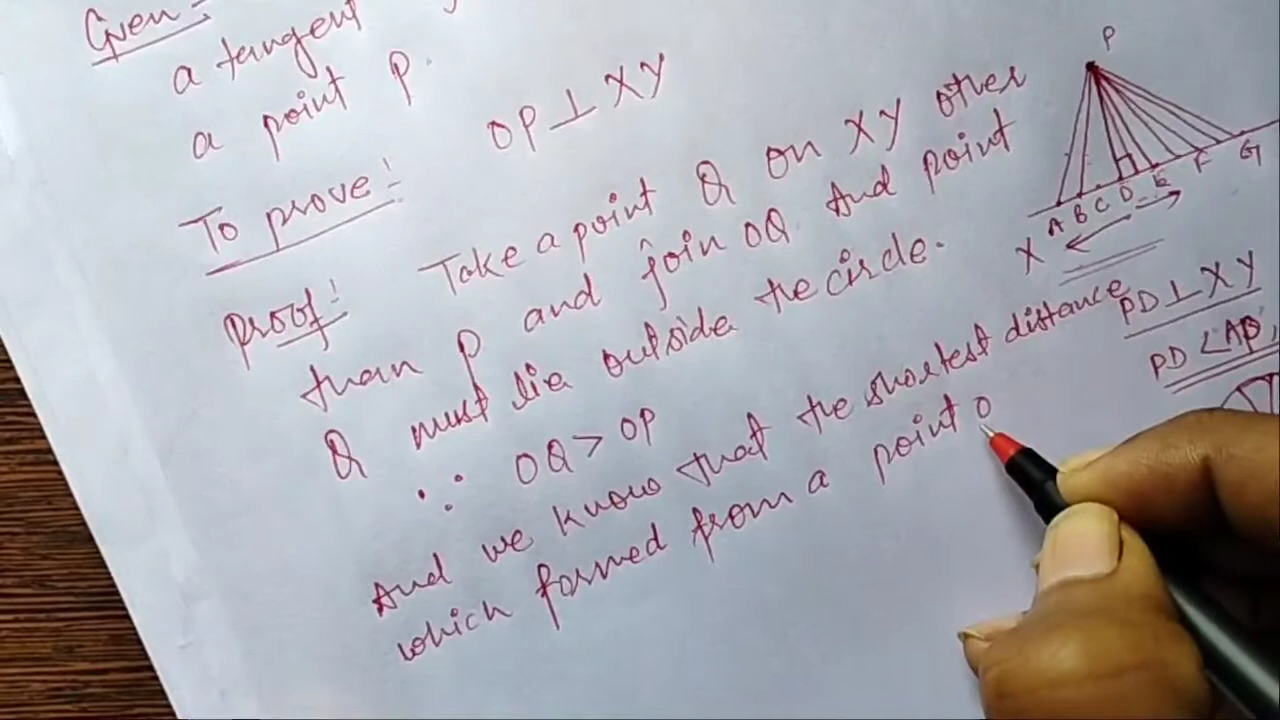 Given:-
a tangent
a point P.
To prove:- OP ⊥ XY
Proof:- Take a point Q on XY other
than P and join OQ. And point
Q must lie outside the circle.
∵ OQ > OP
And we know that the shortest distance
which formed from a point O
P
A B C D E F G
X
PD ⊥ XY
PD < AP,